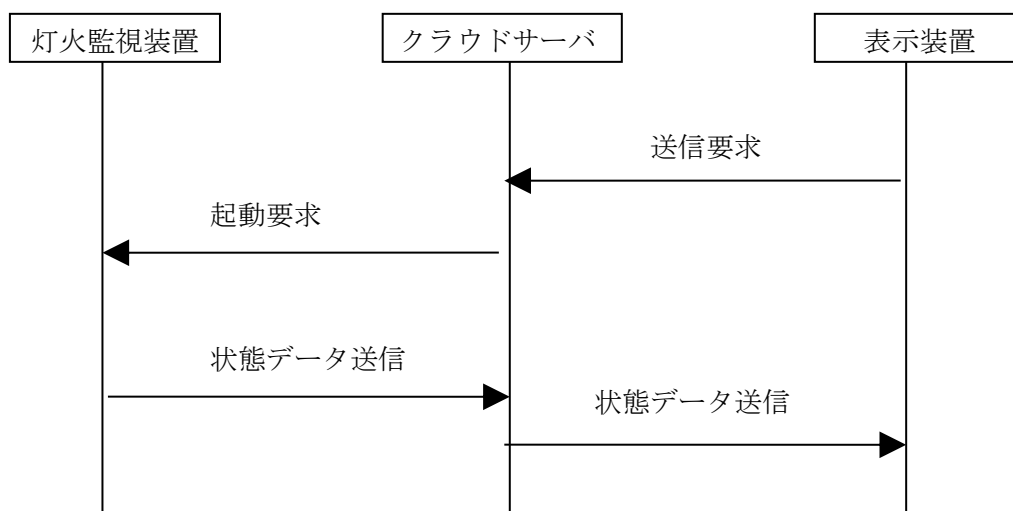 灯火監視装置
クラウドサーバ
表示装置
送信要求
起動要求
状態データ送信
状態データ送信